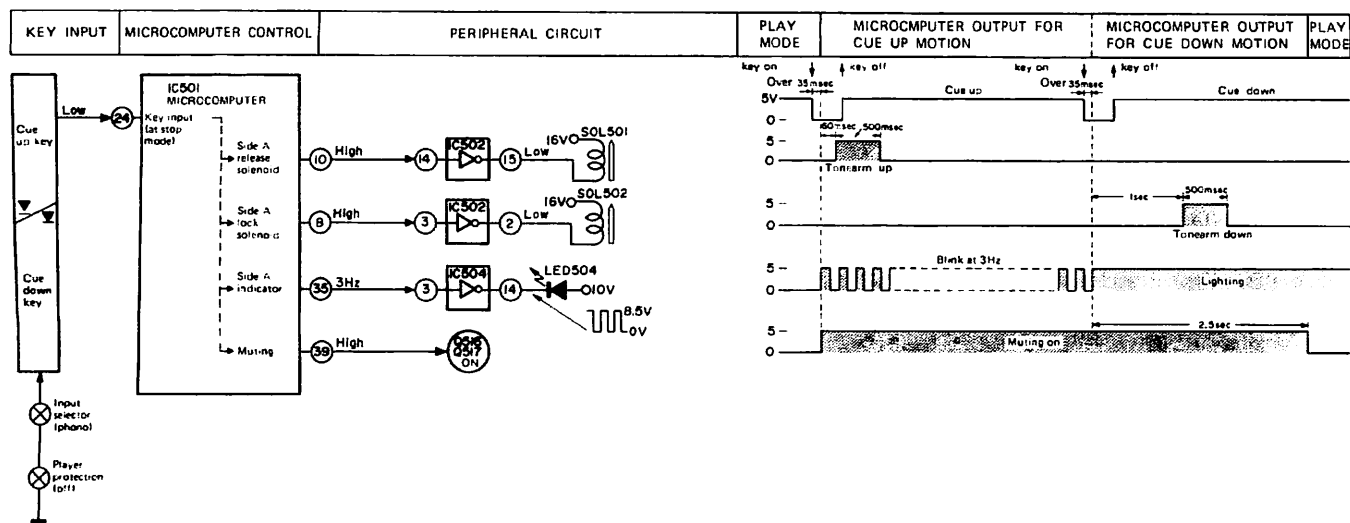 KEY INPUT
MICROCOMPUTER CONTROL
PERIPHERAL CIRCUIT
PLAY
MODE
MICROCMPUTER OUTPUT FOR
CUE UP MOTION
MICROCOMPUTER OUTPUT
FOR CUE DOWN MOTION
PLAY
MODE
Cue
up key
Cue
down
key
Low
24
IC501
MICROCOMPUTER
Key input
(at stop
mode)
Side A
release
solenoid
Side A
lock
solenoid
Side A
indicator
Muting
10
High
14
IC502
15
Low
16V
SOL501
8
High
3
IC502
2
Low
16V
SOL502
35
3Hz
3
IC504
14
LED504
10V
8.5V
0V
39
High
Q516
Q517
ON
Input
selector
(phono)
Player
protection
(off)
key on
key off
key on
key off
Over 35msec
Over 35msec
5V
0
Cue up
Cue down
60msec
500msec
5
0
Tonearm up
1sec
500msec
5
0
Tonearm down
Blink at 3Hz
5
0
Lighting
2.5sec
5
0
Muting on